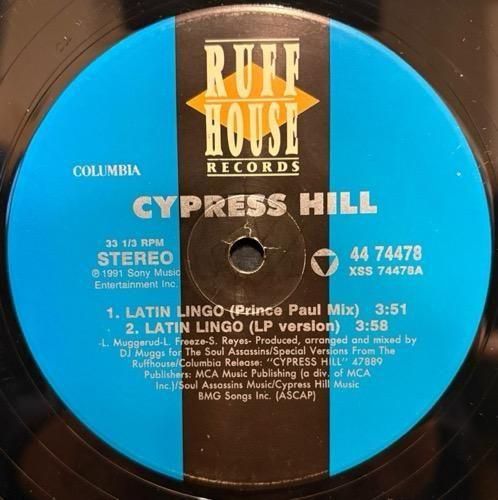 RUFF
HOUSE
RECORDS
COLUMBIA
CYPRESS HILL
33 1/3 RPM
STEREO
℗ 1991 Sony Music
Entertainment Inc.
44 74478
XSS 74478A
1. LATIN LINGO (Prince Paul Mix) 3:51
2. LATIN LINGO (LP version) 3:58
-L. Muggerud-L. Freeze-S. Reyes- Produced, arranged and mixed by
DJ Muggs for The Soul Assassins/Special Versions From The
Ruffhouse/Columbia Release: "CYPRESS HILL" 47889
Publishers: MCA Music Publishing (a div. of MCA
Inc.)/Soul Assassins Music/Cypress Hill Music
BMG Songs Inc. (ASCAP)